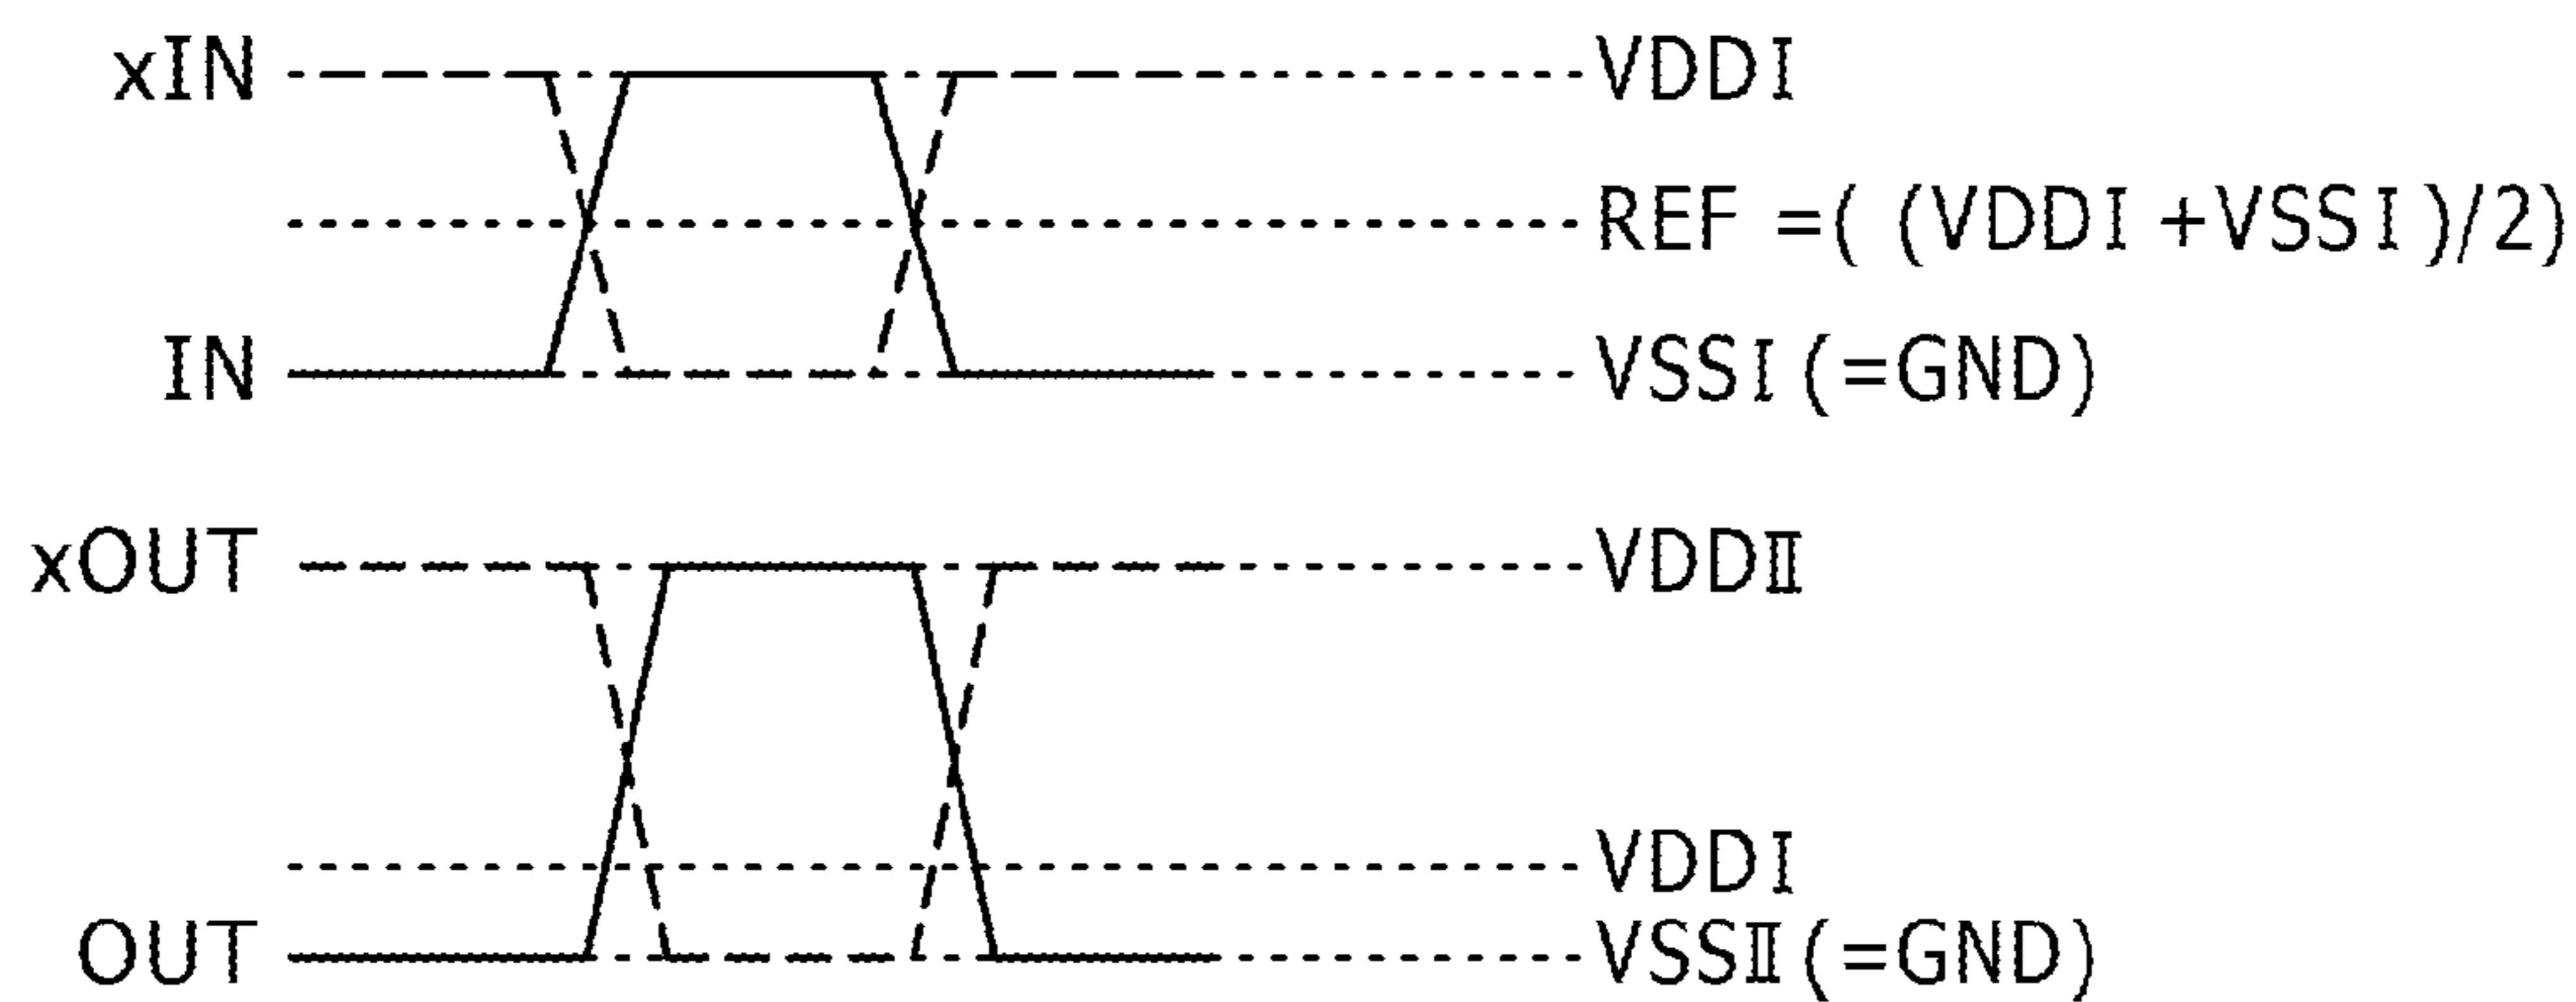 xIN VDDI
REF =( (VDDI +VSSI )/2)
IN VSSI (=GND)
xOUT VDDⅡ
VDDI
OUT VSSⅡ (=GND)